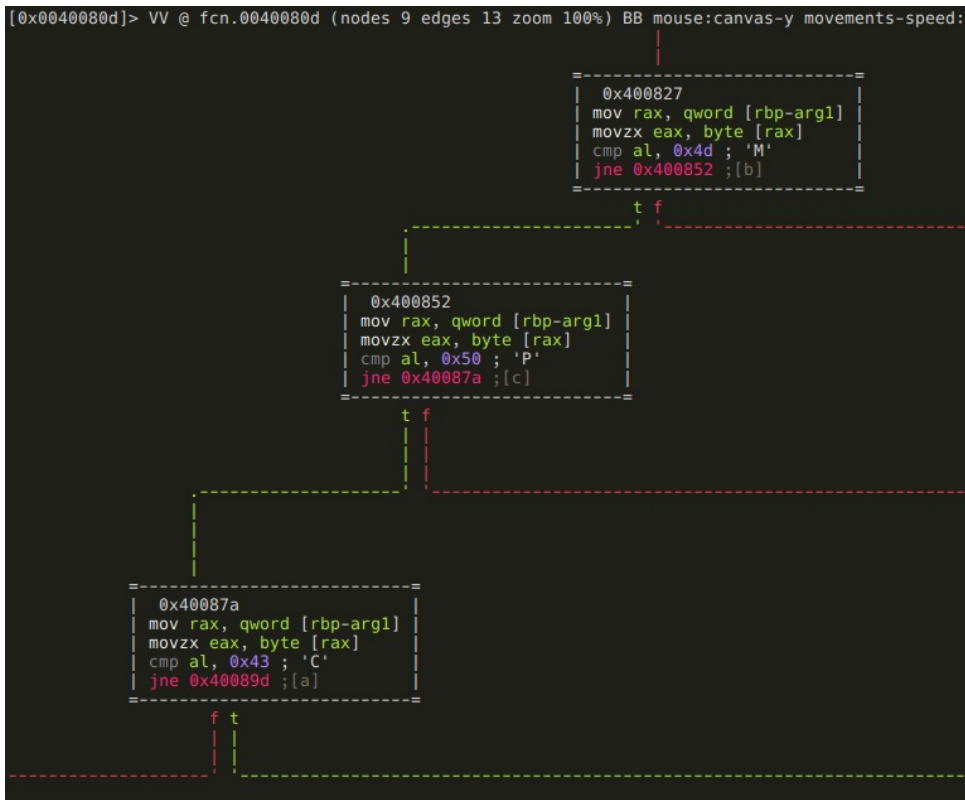 [0x0040080d]> VV @ fcn.0040080d (nodes 9 edges 13 zoom 100%) BB mouse:canvas-y movements-speed:
0x400827
mov rax, qword [rbp-arg1]
movzx eax, byte [rax]
cmp al, 0x4d ; 'M'
jne 0x400852 ;[b]
t f
0x400852
mov rax, qword [rbp-arg1]
movzx eax, byte [rax]
cmp al, 0x50 ; 'P'
jne 0x40087a ;[c]
t f
0x40087a
mov rax, qword [rbp-arg1]
movzx eax, byte [rax]
cmp al, 0x43 ; 'C'
jne 0x40089d ;[a]
f t